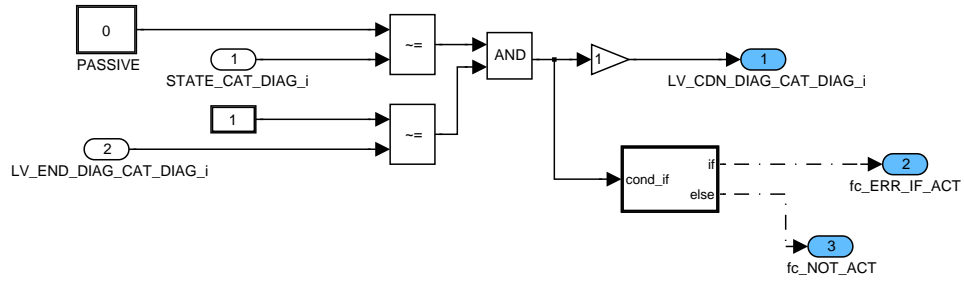 0
PASSIVE
~=
1
STATE_CAT_DIAG_i
AND
1
1
LV_CDN_DIAG_CAT_DIAG_i
1
~=
2
LV_END_DIAG_CAT_DIAG_i
cond_if
if
else
2
fc_ERR_IF_ACT
3
fc_NOT_ACT